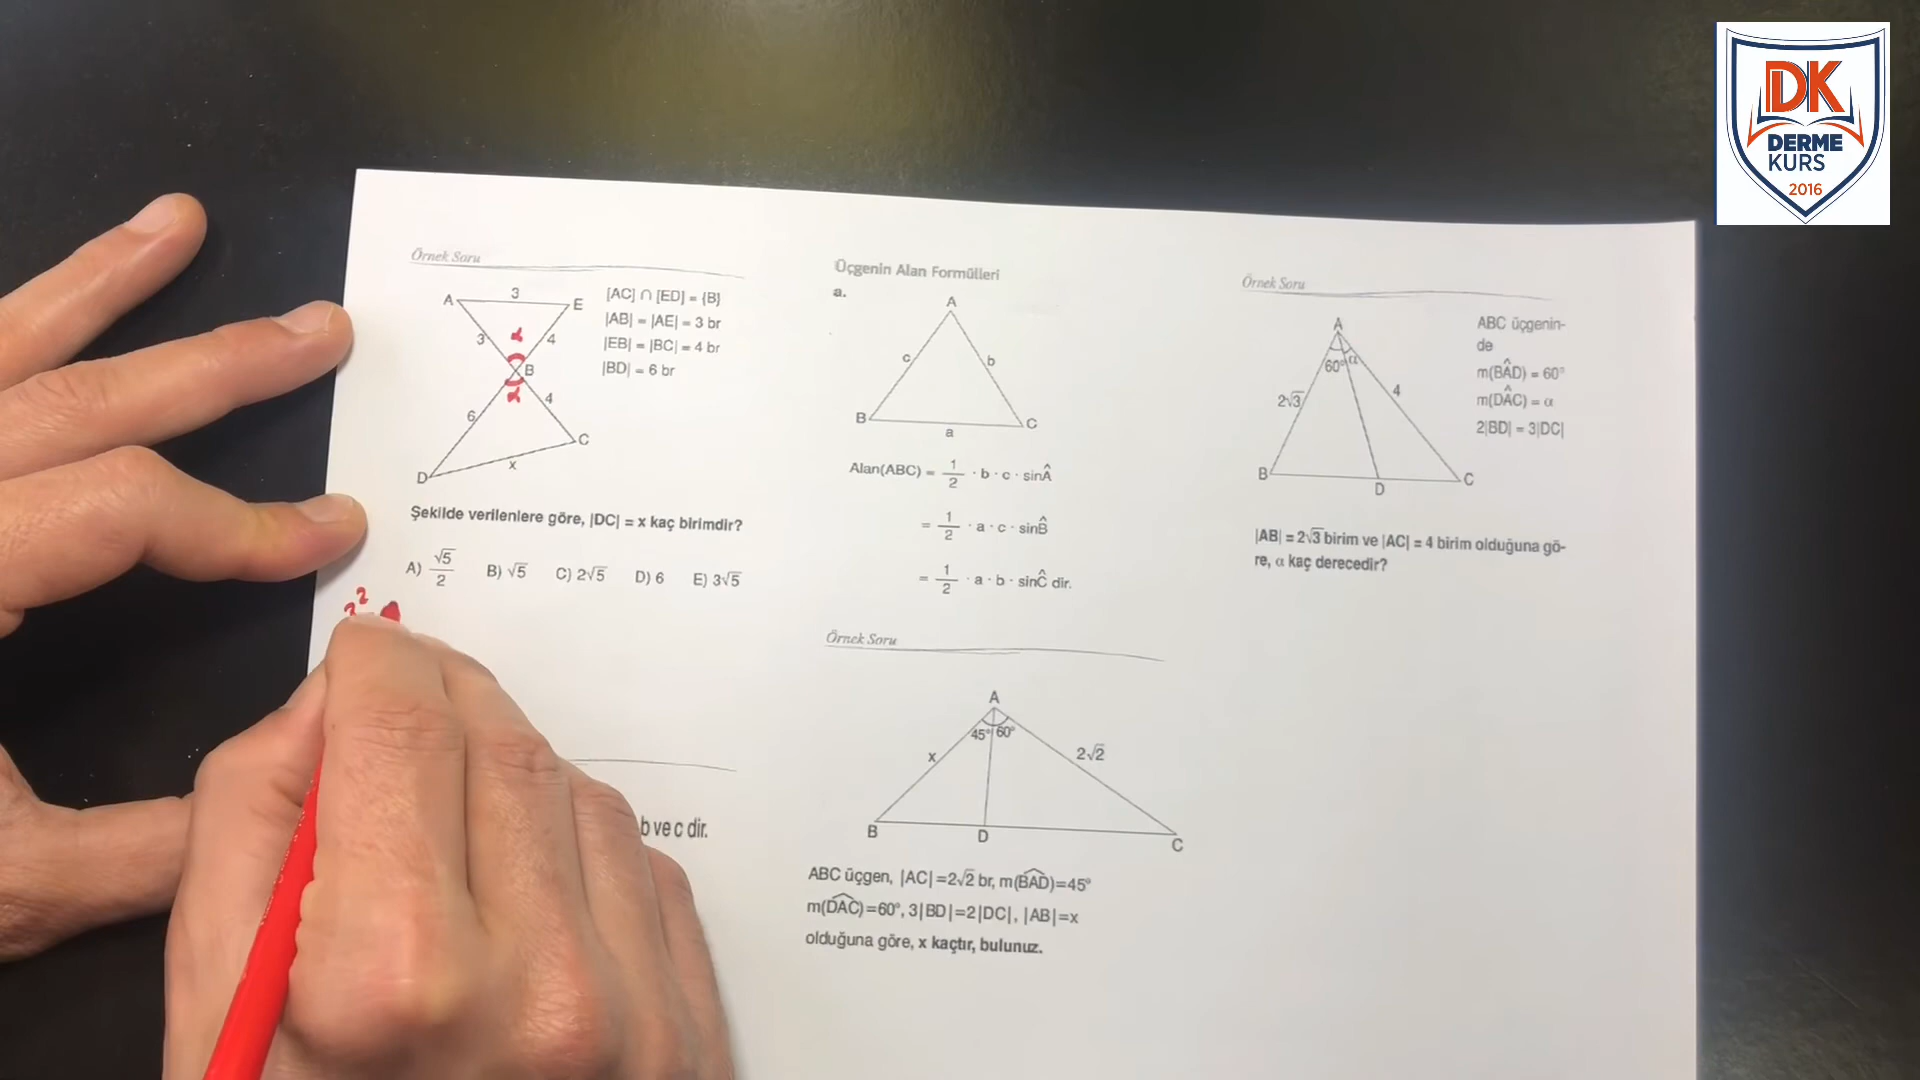 DK
DERME
KURS
2016
Örnek Soru
A
3
E
3
α
4
B
α
6
4
C
D
x
[AC] ∩ [ED] = {B}
|AB| = |AE| = 3 br
|EB| = |BC| = 4 br
|BD| = 6 br
Şekilde verilenlere göre, |DC| = x kaç birimdir?
A) √5/2 B) √5 C) 2√5 D) 6 E) 3√5
3²
b ve c dir.
Üçgenin Alan Formülleri
a.
A
c
b
B
C
a
Alan(ABC) = 1/2 · b · c · sinÂ
= 1/2 · a · c · sinB̂
= 1/2 · a · b · sinĈ dir.
Örnek Soru
A
45° 60°
x
2√2
B
D
C
ABC üçgen, |AC|=2√2 br, m(BAD)=45°
m(DAC)=60°, 3|BD|=2|DC|, |AB|=x
olduğuna göre, x kaçtır, bulunuz.
Örnek Soru
A
60° α
2√3
4
B
D
C
ABC üçgenin-
de
m(BÂD) = 60°
m(DÂC) = α
2|BD| = 3|DC|
|AB| = 2√3 birim ve |AC| = 4 birim olduğuna gö-
re, α kaç derecedir?